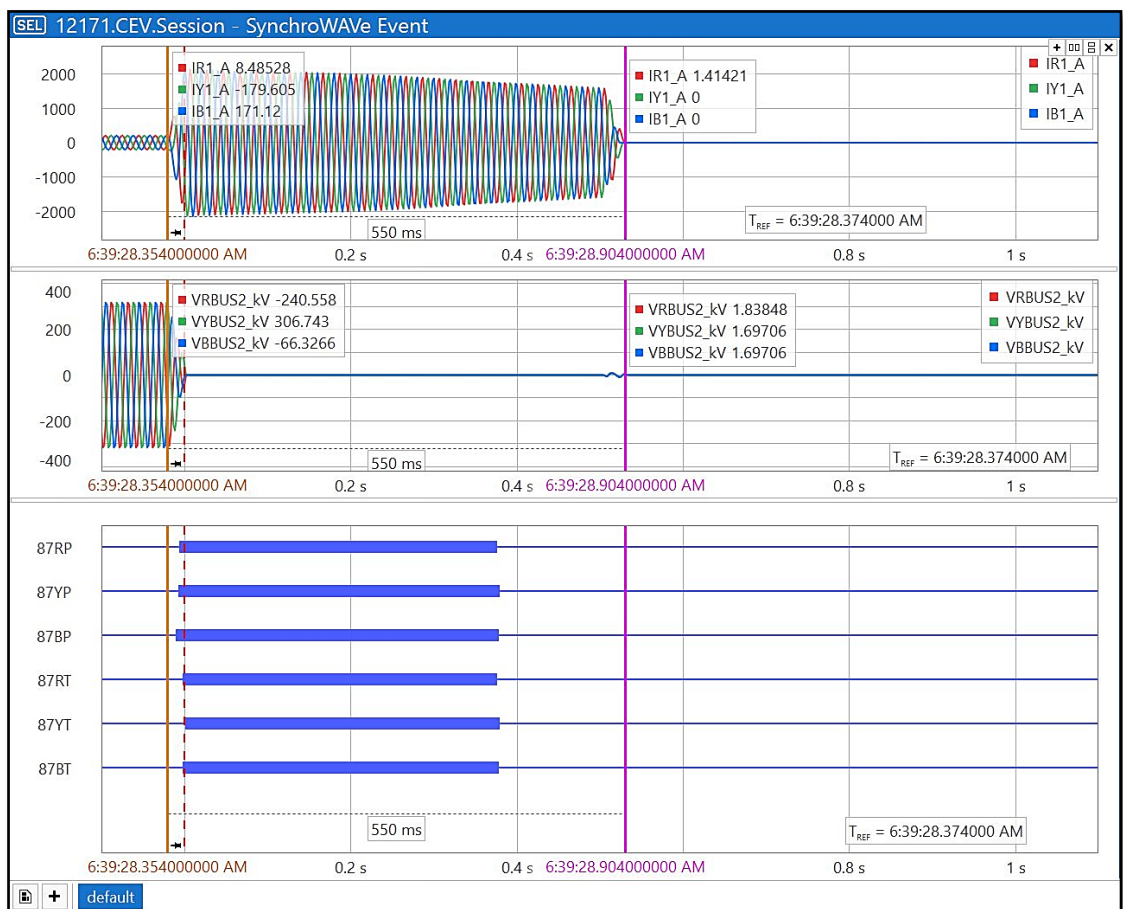 SEL 12171.CEV.Session - SynchroWAVe Event
2000
1000
0
-1000
-2000
IR1_A 8.48528
IY1_A -179.605
IB1_A 171.12
IR1_A 1.41421
IY1_A 0
IB1_A 0
IR1_A
IY1_A
IB1_A
550 ms
TREF = 6:39:28.374000 AM
6:39:28.354000000 AM 0.2 s 0.4 s 6:39:28.904000000 AM 0.8 s 1 s
400
200
0
-200
-400
VRBUS2_kV -240.558
VYBUS2_kV 306.743
VBBUS2_kV -66.3266
VRBUS2_kV 1.83848
VYBUS2_kV 1.69706
VBBUS2_kV 1.69706
VRBUS2_kV
VYBUS2_kV
VBBUS2_kV
550 ms
TREF = 6:39:28.374000 AM
6:39:28.354000000 AM 0.2 s 0.4 s 6:39:28.904000000 AM 0.8 s 1 s
87RP
87YP
87BP
87RT
87YT
87BT
550 ms
TREF = 6:39:28.374000 AM
6:39:28.354000000 AM 0.2 s 0.4 s 6:39:28.904000000 AM 0.8 s 1 s
default